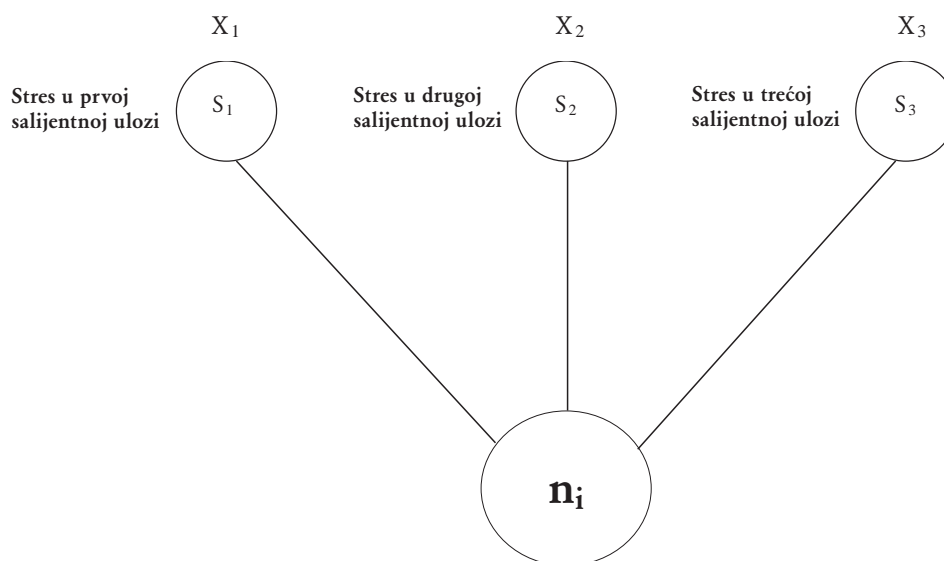 X₁
X₂
X₃
Stres u prvoj
salijentnoj ulozi
S₁
Stres u drugoj
salijentnoj ulozi
S₂
Stres u trećoj
salijentnoj ulozi
S₃
nᵢ